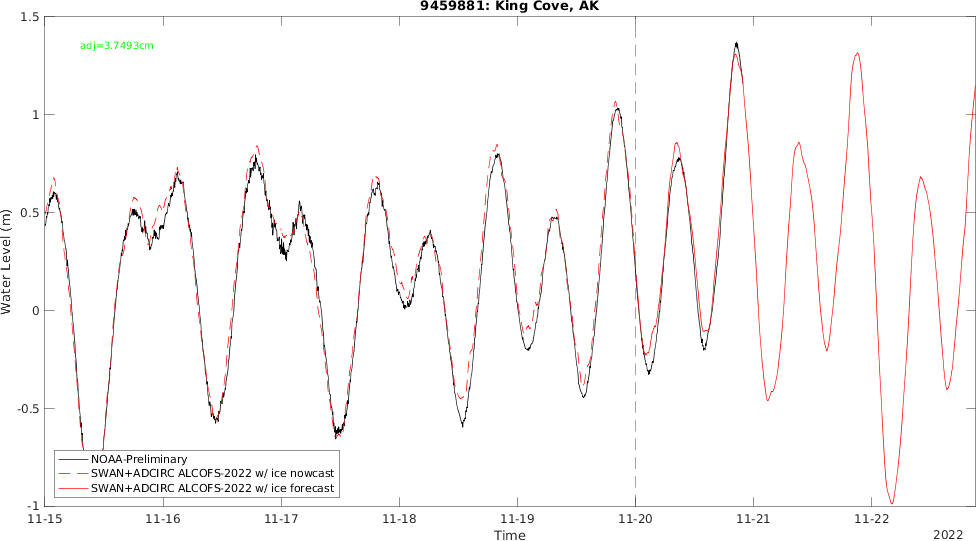 9459881: King Cove, AK
adj=3.7493cm
Water Level (m)
1.5
1
0.5
0
-0.5
-1
NOAA-Preliminary
SWAN+ADCIRC ALCOFS-2022 w/ ice nowcast
SWAN+ADCIRC ALCOFS-2022 w/ ice forecast
11-15 11-16 11-17 11-18 11-19 11-20 11-21 11-22
Time
2022